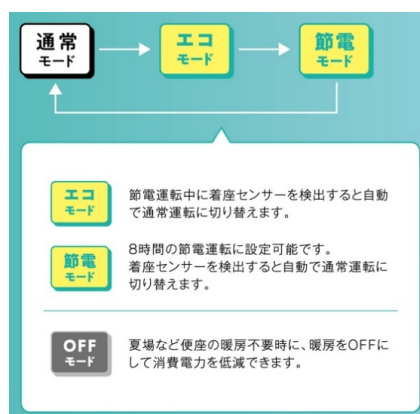 通常
モード
エコ
モード
節電
モード
エコ
モード
節電運転中に着座センサーを検出すると自動
で通常運転に切り替えます。
節電
モード
8時間の節電運転に設定可能です。
着座センサーを検出すると自動で通常運転に
切り替えます。
OFF
モード
夏場など便座の暖房不要時に、暖房をOFFに
して消費電力を低減できます。